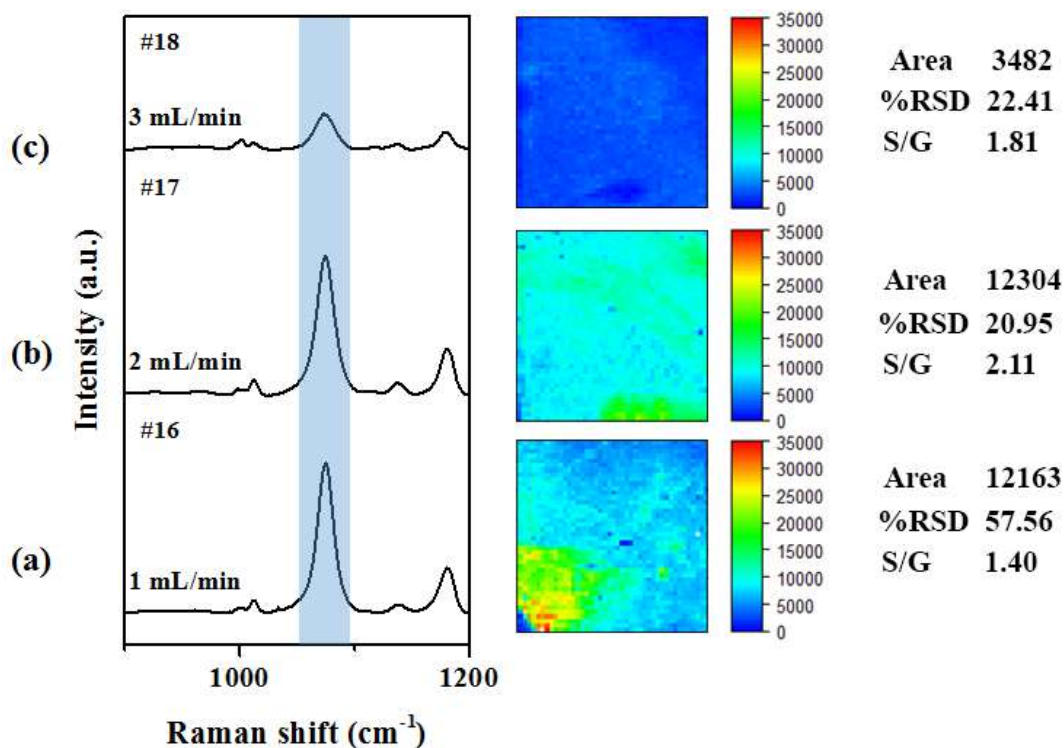 #18
3 mL/min
(c)
35000
30000
25000
20000
15000
10000
5000
0
Area 3482
%RSD 22.41
S/G 1.81
#17
2 mL/min
(b)
35000
30000
25000
20000
15000
10000
5000
0
Area 12304
%RSD 20.95
S/G 2.11
#16
1 mL/min
(a)
35000
30000
25000
20000
15000
10000
5000
0
Area 12163
%RSD 57.56
S/G 1.40
Intensity (a.u.)
1000 1200
Raman shift (cm⁻¹)